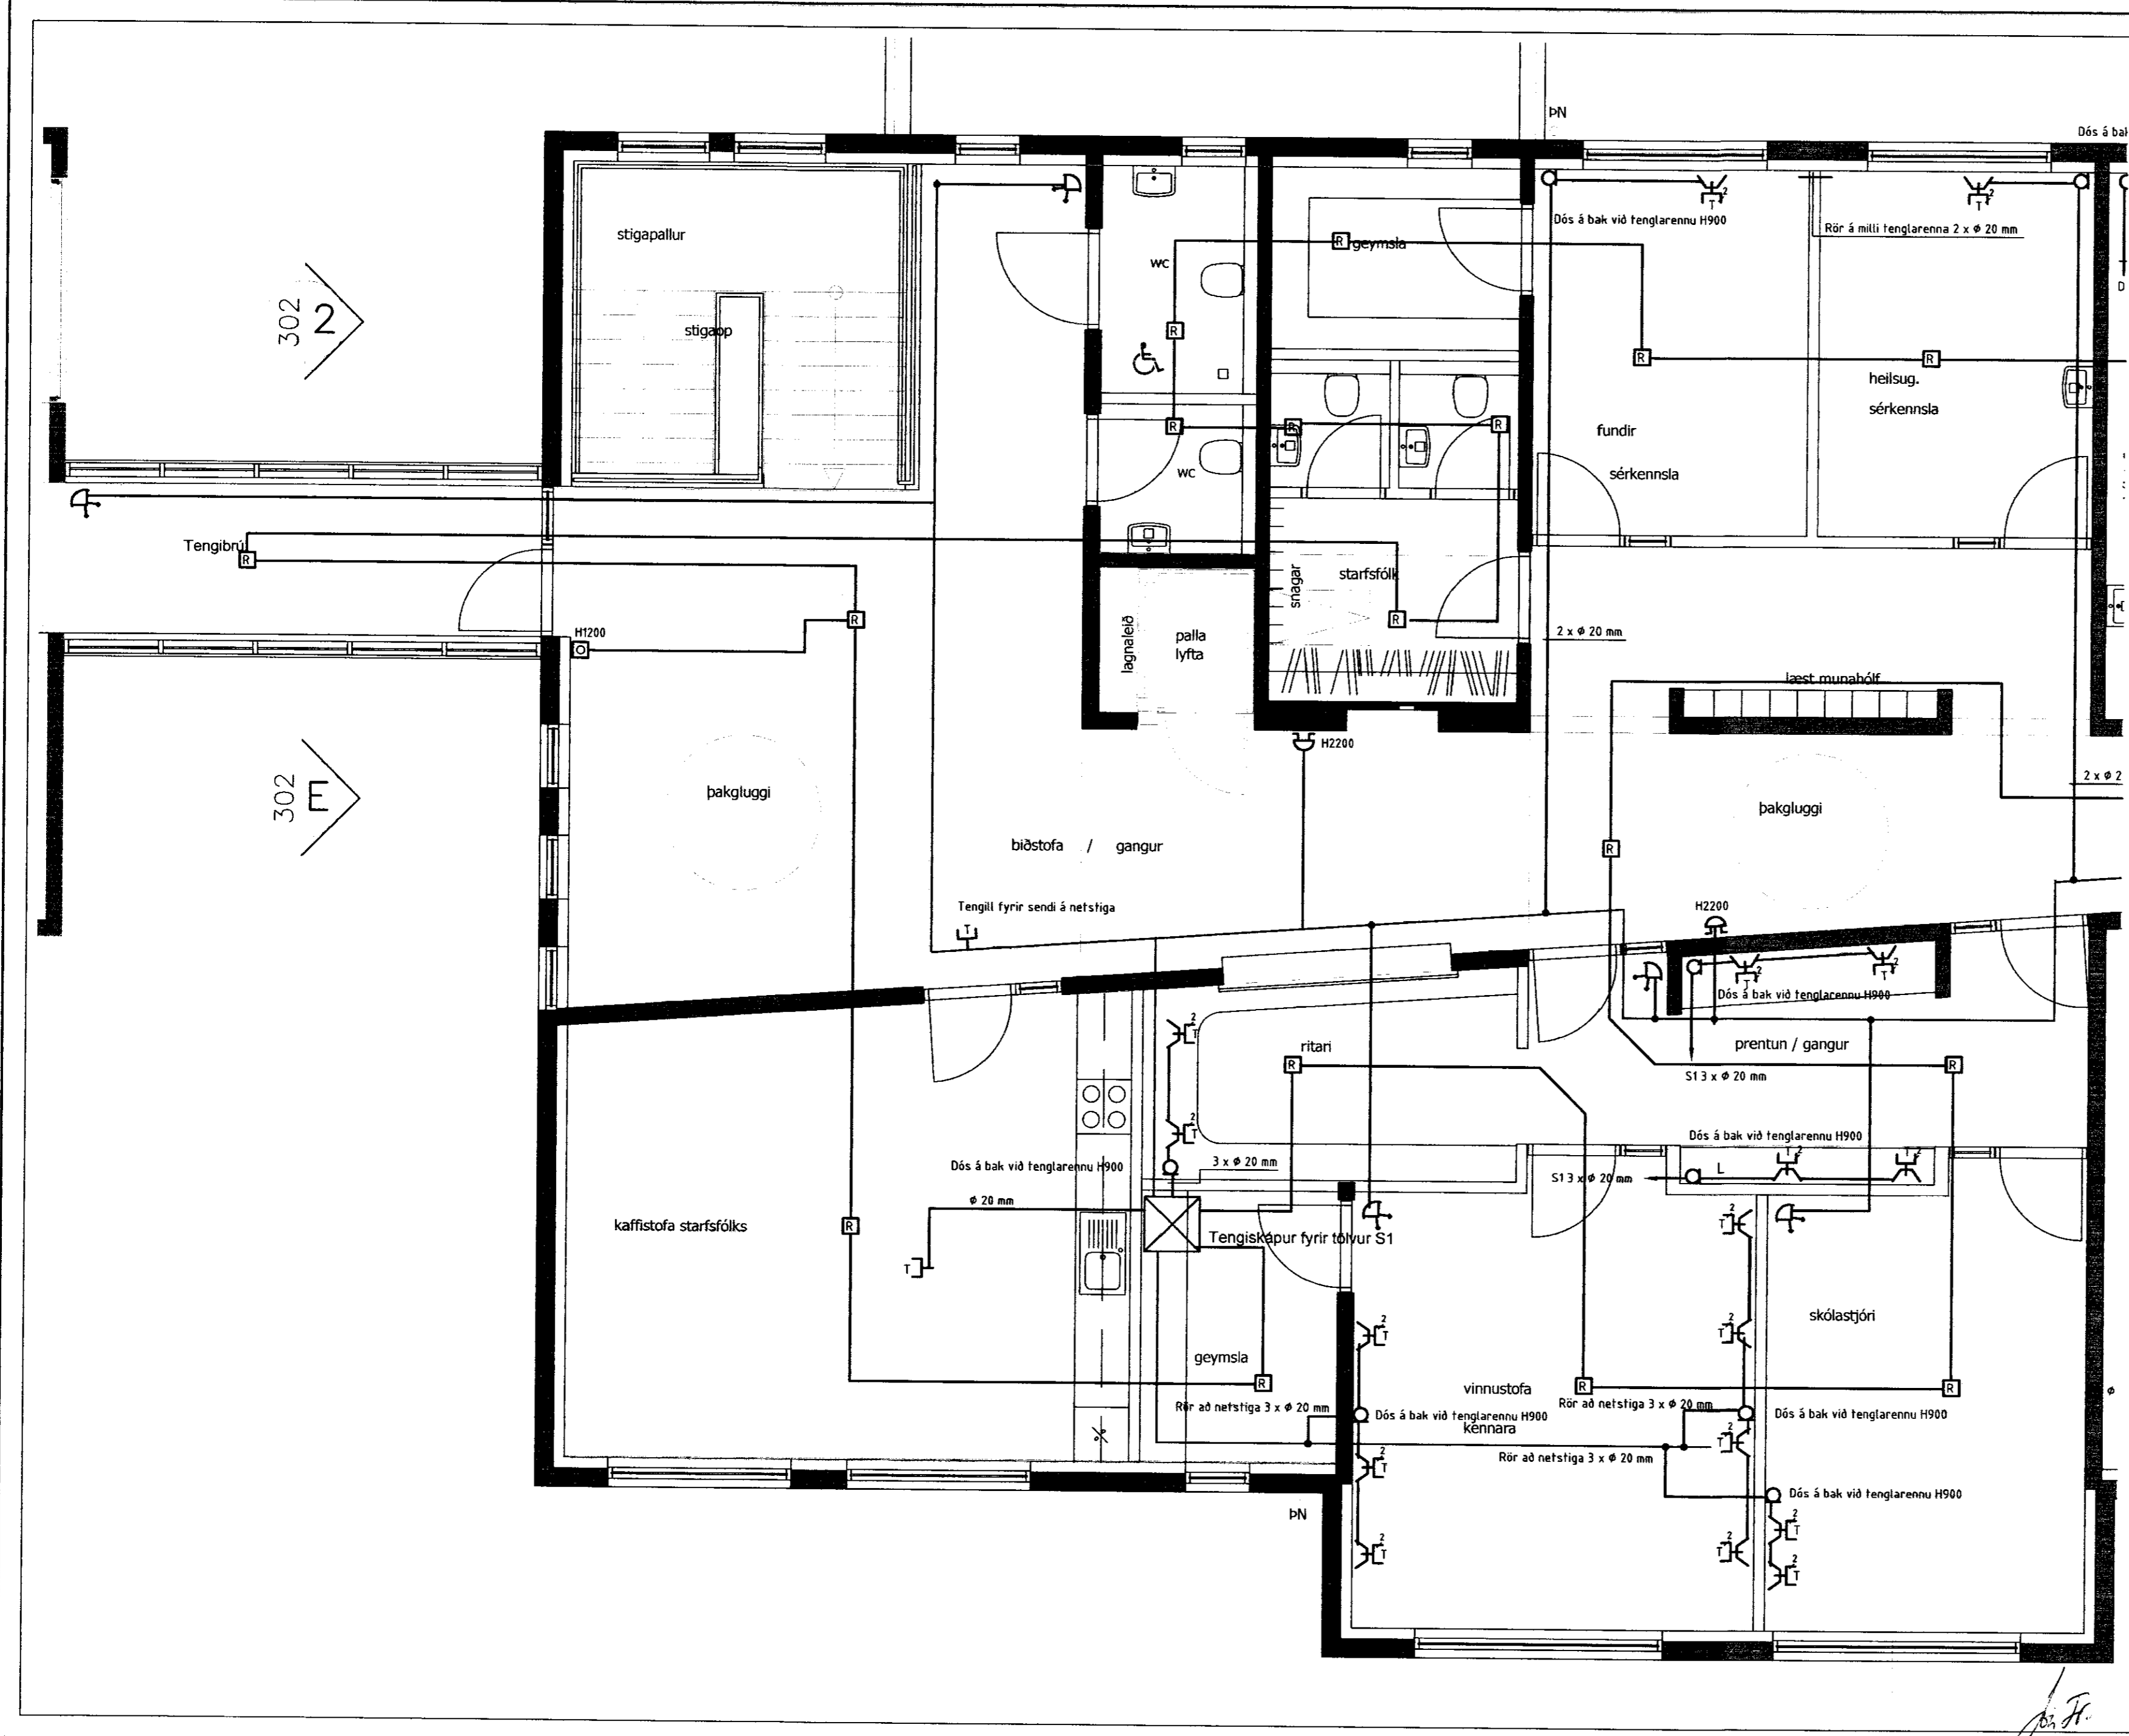 ÞN
Dós á bak
stigapallur
302
2
stigaop
wc
geymsla
Dós á bak við tenglarennu H900
Rör á milli tenglarenna 2 x ø 20 mm
heilsug.
sérkennsla
fundir
sérkennsla
wc
Tengibrú
H1200
snagar
starfsfólk
lagnaleið
palla
lyfta
2 x ø 20 mm
læst munahólf
H2200
2 x ø 2
302
E
þakgluggi
þakgluggi
biðstofa / gangur
Tengill fyrir sendi á netstiga
H2200
Dós á bak við tenglarennu H900
ritari
prentun / gangur
S1 3 x ø 20 mm
Dós á bak við tenglarennu H900
Dós á bak við tenglarennu H900
3 x ø 20 mm
S1 3 x ø 20 mm
L
ø 20 mm
kaffistofa starfsfólks
Tengiskápur fyrir tölvur S1
skólastjóri
geymsla
vinnustofa
kennara
Rör að netstiga 3 x ø 20 mm
Dós á bak við tenglarennu H900
Rör að netstiga 3 x ø 20 mm
Dós á bak við tenglarennu H900
Rör að netstiga 3 x ø 20 mm
Dós á bak við tenglarennu H900
ÞN